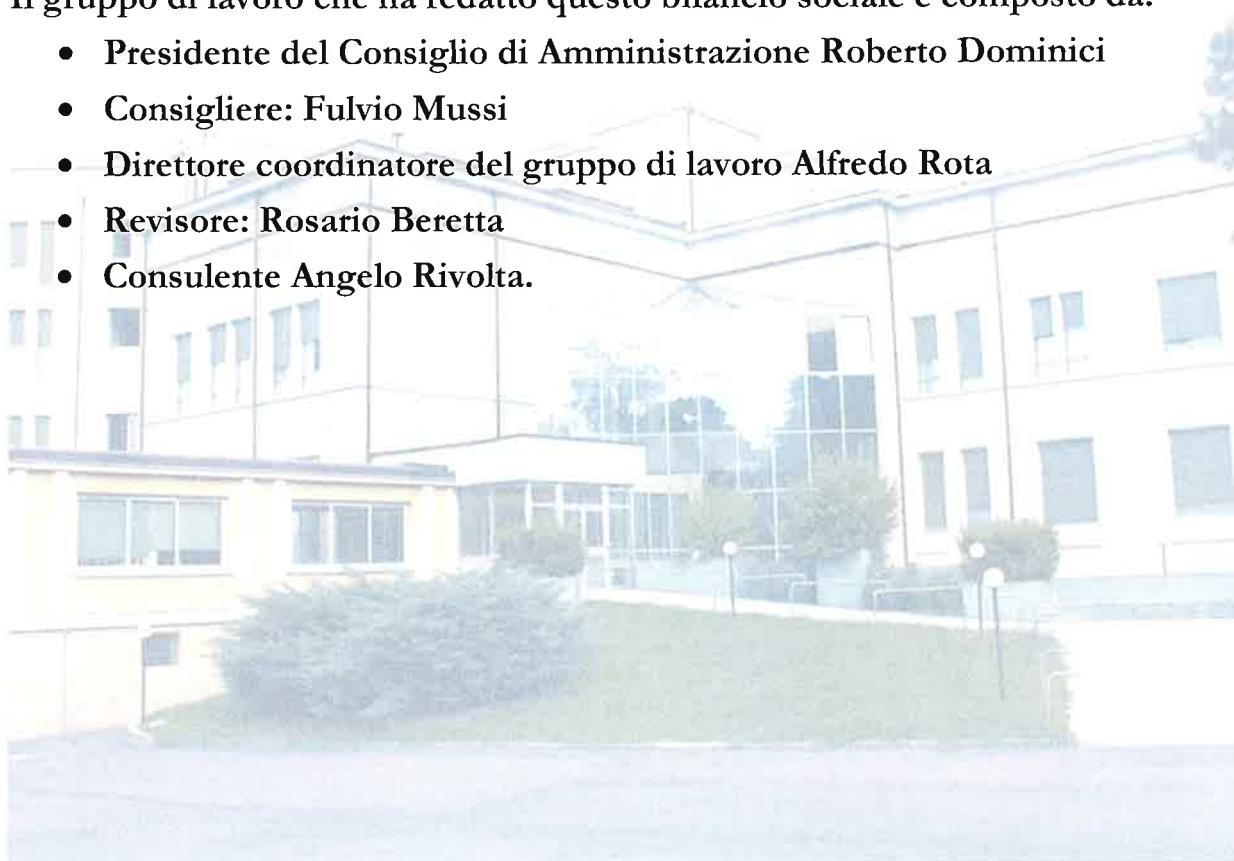 Il gruppo di lavoro che ha redatto questo bilancio sociale è composto da:
• Presidente del Consiglio di Amministrazione Roberto Dominici
• Consigliere: Fulvio Mussi
• Direttore coordinatore del gruppo di lavoro Alfredo Rota
• Revisore: Rosario Beretta
• Consulente Angelo Rivolta.